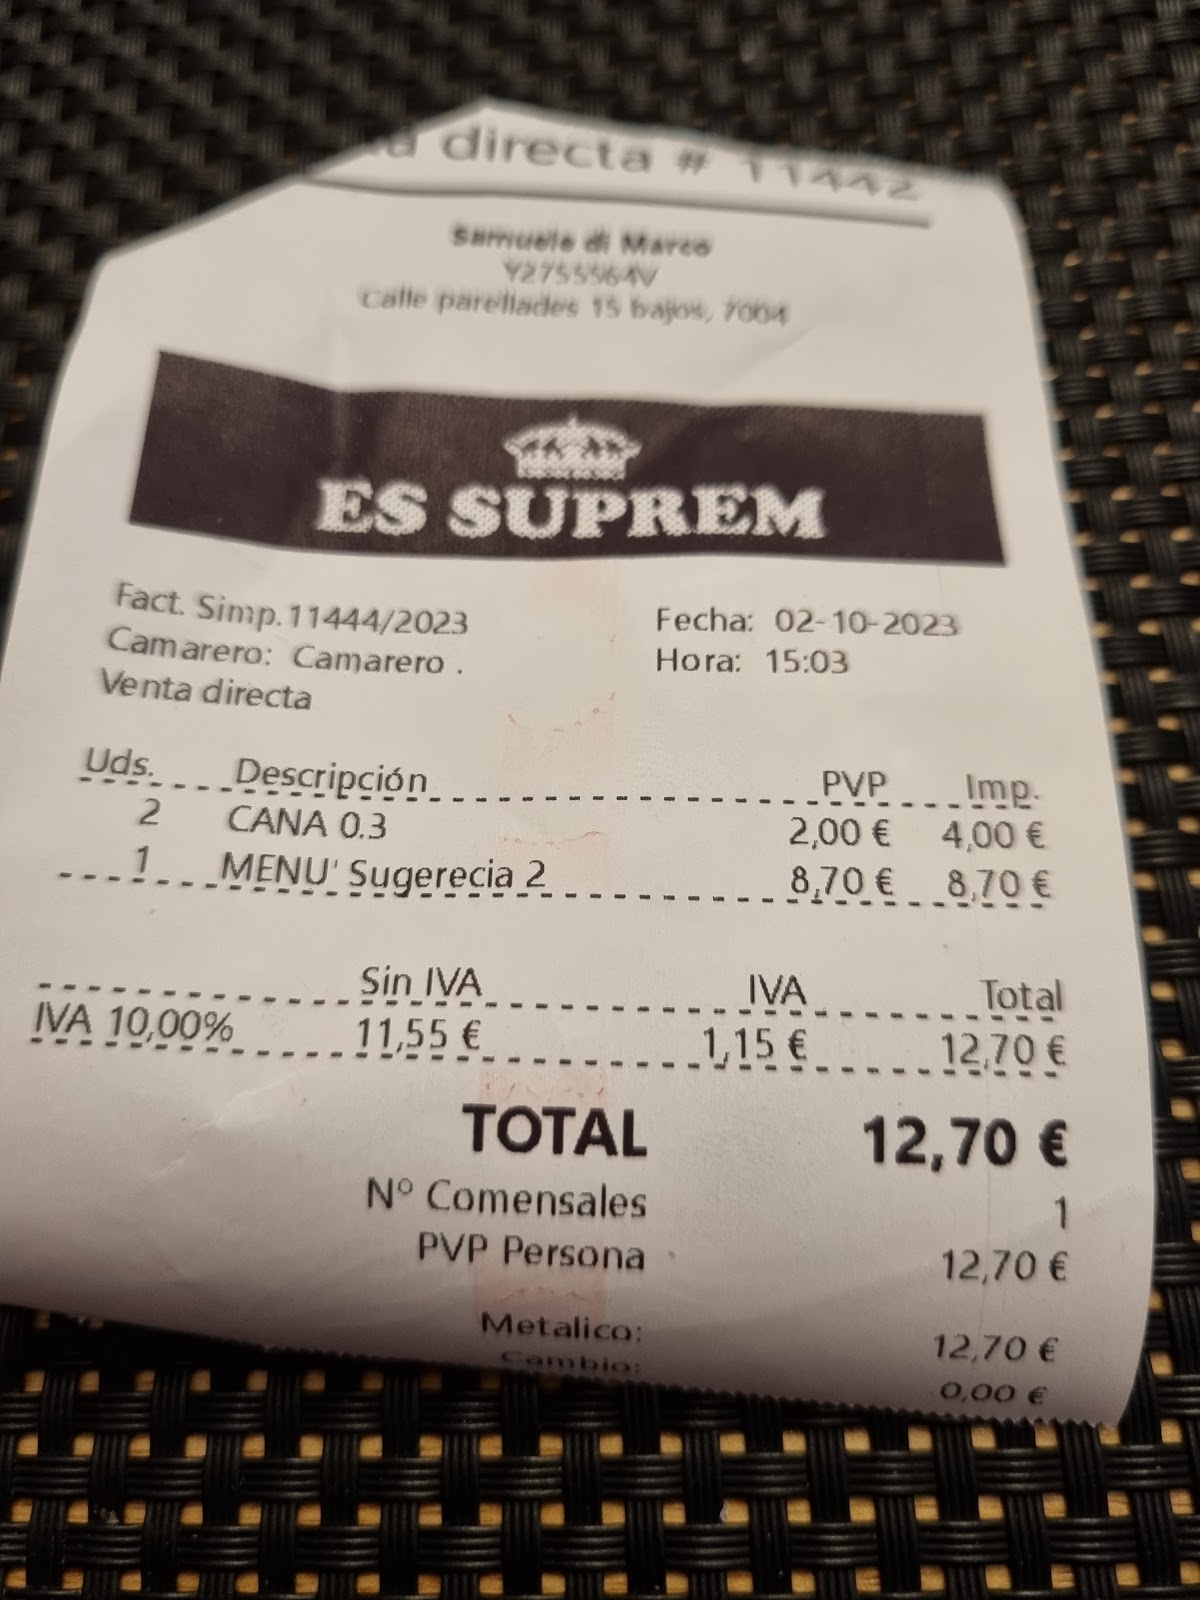 directa # 11442
Samuele di Marco
Y2755564V
Calle parellades 15 bajos, 7004
ES SUPREM
Fact. Simp.11444/2023 Fecha: 02-10-2023
Camarero: Camarero . Hora: 15:03
Venta directa
Uds. Descripción PVP Imp.
2 CANA 0.3 2,00 € 4,00 €
1 MENU' Sugerecia 2 8,70 € 8,70 €
Sin IVA IVA Total
IVA 10,00% 11,55 € 1,15 € 12,70 €
TOTAL 12,70 €
Nº Comensales 1
PVP Persona 12,70 €
Metalico: 12,70 €
Cambio: 0,00 €